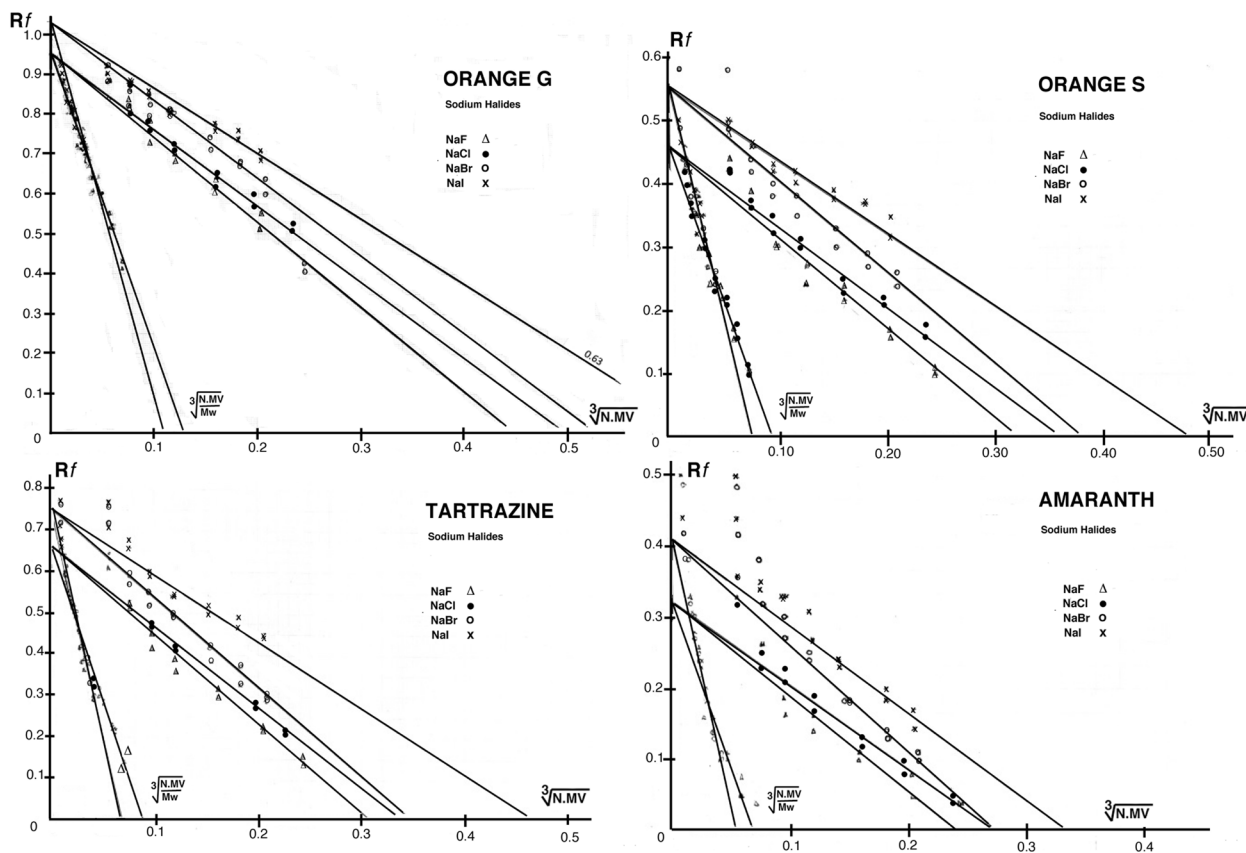 Rf
1.0
0.9
0.8
0.7
0.6
0.5
0.4
0.3
0.2
0.1
0
ORANGE G
Sodium Halides
NaF Δ
NaCl ●
NaBr o
NaI x
0.63
3√N.MV/Mw
3√N.MV
0.1 0.2 0.3 0.4 0.5
Rf
0.6
0.5
0.4
0.3
0.2
0.1
0
ORANGE S
Sodium Halides
NaF Δ
NaCl ●
NaBr o
NaI x
3√N.MV/Mw
3√N.MV
0.10 0.20 0.30 0.40 0.50
Rf
0.8
0.7
0.6
0.5
0.4
0.3
0.2
0.1
0
TARTRAZINE
Sodium Halides
NaF Δ
NaCl ●
NaBr o
NaI x
3√N.MV/Mw
3√N.MV
0.1 0.2 0.3 0.4 0.5
Rf
0.5
0.4
0.3
0.2
0.1
0
AMARANTH
Sodium Halides
NaF Δ
NaCl ●
NaBr o
NaI x
3√N.MV/Mw
3√N.MV
0.1 0.2 0.3 0.4